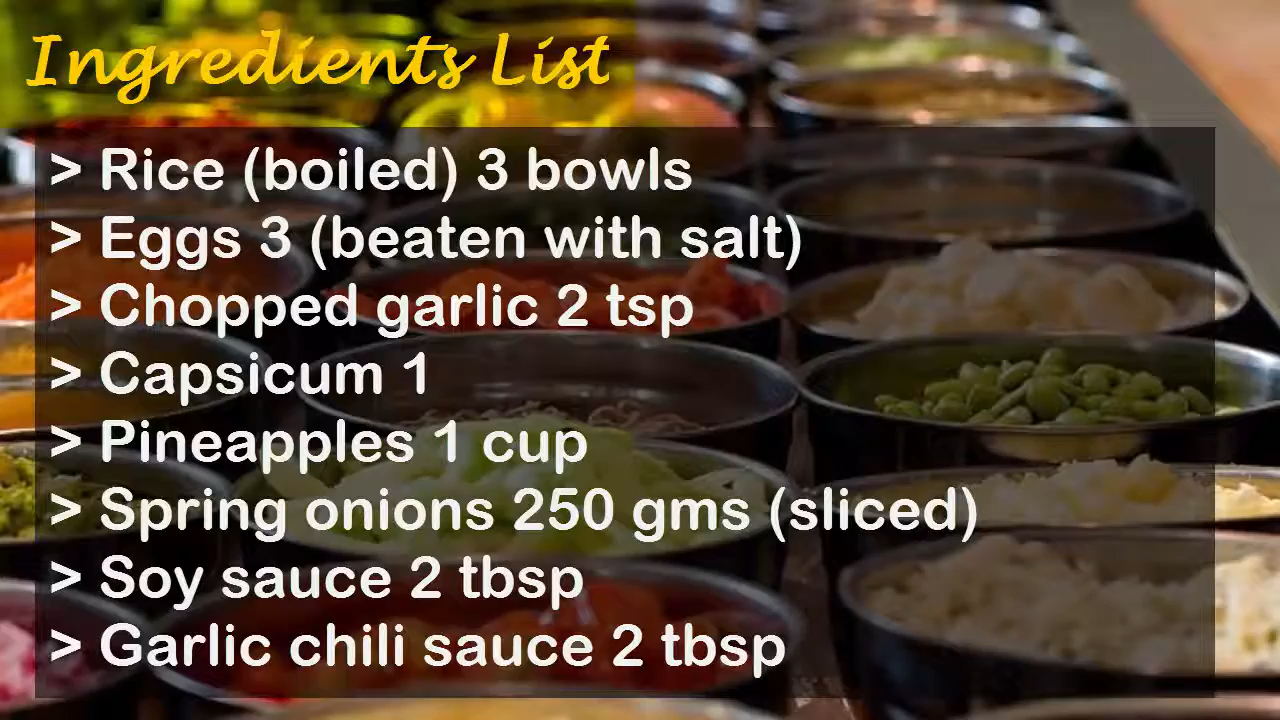 Ingredients List
> Rice (boiled) 3 bowls
> Eggs 3 (beaten with salt)
> Chopped garlic 2 tsp
> Capsicum 1
> Pineapples 1 cup
> Spring onions 250 gms (sliced)
> Soy sauce 2 tbsp
> Garlic chili sauce 2 tbsp